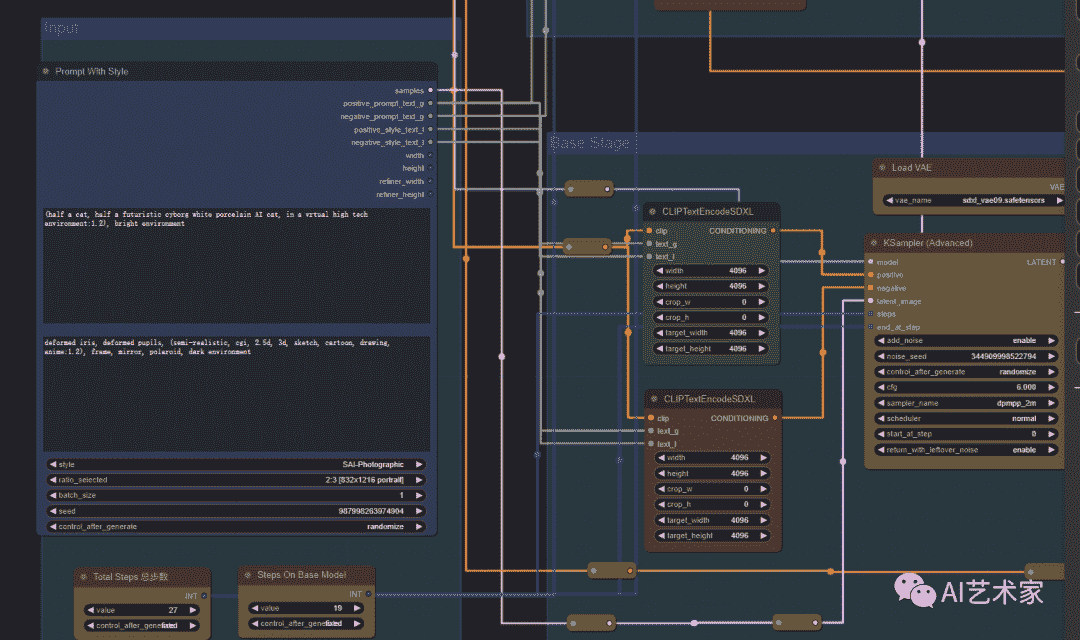 Input
Prompt With Style
samples
positive_prompt_text_g
negative_prompt_text_g
positive_style_text_l
negative_style_text_l
width
height
refiner_width
refiner_height
(half a cat, half a futuristic cyborg white porcelain AI cat, in a vrtual high tech
environment:1.2), bright environment
deformed iris, deformed pupils, (semi-realistic, cgi, 2.5d, 3d, sketch, cartoon, drawing,
anime:1.2), frame, mirror, polaroid, dark environment
style SAI-Photographic
ratio_selected 2:3 [832x1216 portrait]
batch_size 1
seed 987998263974904
control_after_generate randomize
Total Steps 总步数
INT
value 27
control_after_generate fixed
Steps On Base Model
INT
value 19
control_after_generate fixed
Base Stage
CLIPTextEncodeSDXL
clip CONDITIONING
text_g
text_l
width 4096
height 4096
crop_w 0
crop_h 0
target_width 4096
target_height 4096
CLIPTextEncodeSDXL
clip CONDITIONING
text_g
text_l
width 4096
height 4096
crop_w 0
crop_h 0
target_width 4096
target_height 4096
Load VAE
VAE
vae_name sdxl_vae09.safetensors
KSampler (Advanced)
model LATENT
positive
negative
latent_image
steps
end_at_step
add_noise enable
noise_seed 344909998522794
control_after_generate randomize
cfg 6.000
sampler_name dpmpp_2m
scheduler normal
start_at_step 0
return_with_leftover_noise enable
AI艺术家